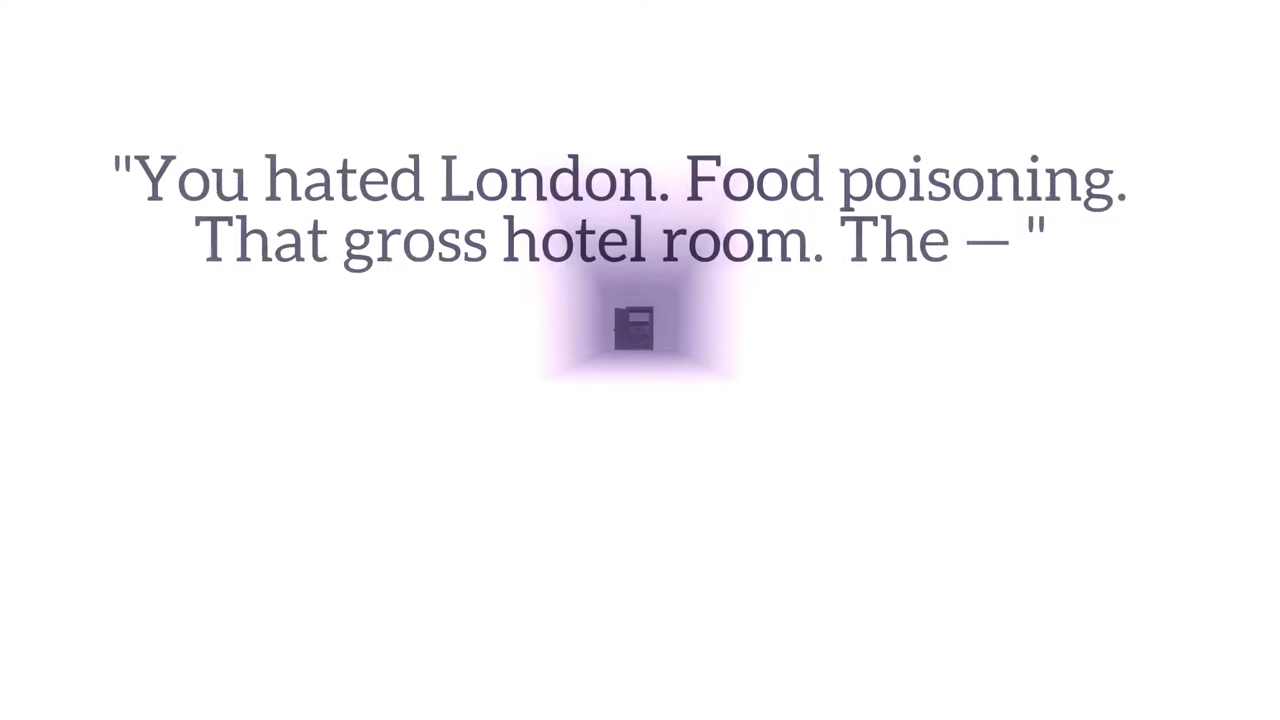 "You hated London. Food poisoning.
That gross hotel room. The — "